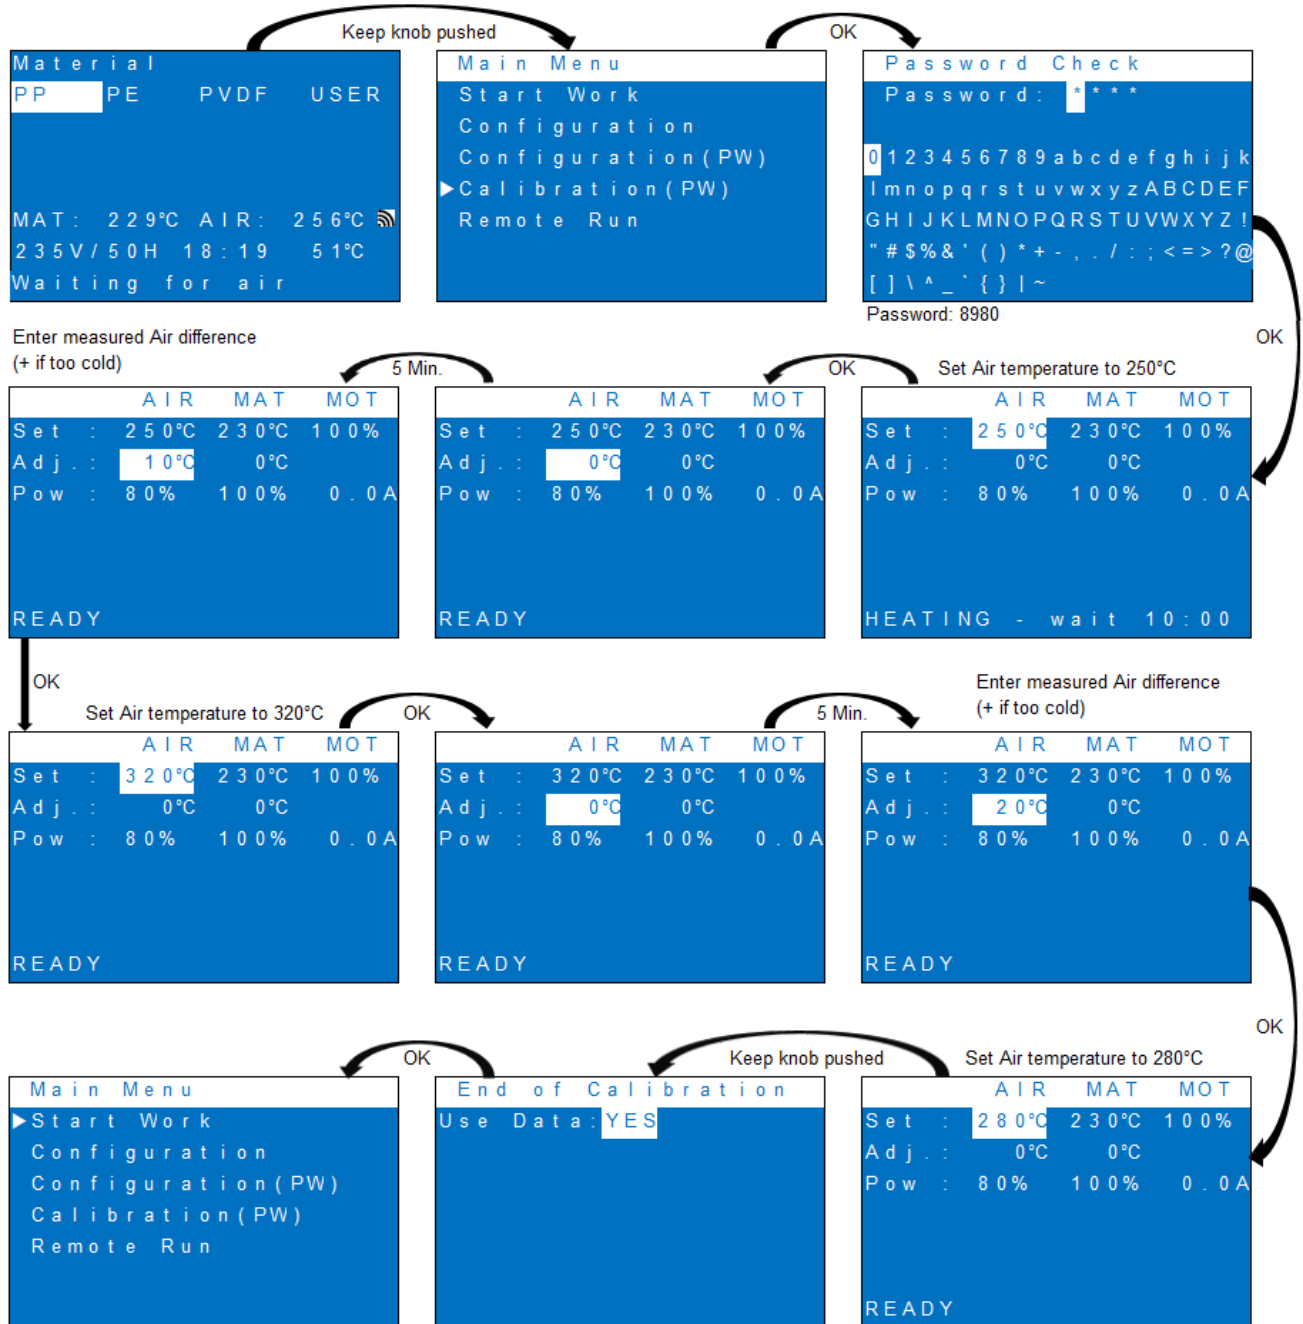 Keep knob pushed
OK
Material
PP PE PVDF USER
MAT: 229°C AIR: 256°C
235V/50H 18:19 51°C
Waiting for air
Main Menu
Start Work
Configuration
Configuration(PW)
▶Calibration(PW)
Remote Run
Password Check
Password: ****
0123456789abcdefghijk
lmnopqrstuvwxyzABCDEF
GHIJKLMNOPQRSTUVWXYZ!
"#$%&'()*+-,./:;<=>?@
[]\^_`{}|~
Password: 8980
OK
Enter measured Air difference
(+ if too cold)
5 Min.
OK
Set Air temperature to 250°C
AIR MAT MOT
Set : 250°C 230°C 100%
Adj.: 10°C 0°C
Pow : 80% 100% 0.0A
READY
AIR MAT MOT
Set : 250°C 230°C 100%
Adj.: 0°C 0°C
Pow : 80% 100% 0.0A
READY
AIR MAT MOT
Set : 250°C 230°C 100%
Adj.: 0°C 0°C
Pow : 80% 100% 0.0A
HEATING - wait 10:00
OK
Set Air temperature to 320°C
OK
5 Min.
Enter measured Air difference
(+ if too cold)
AIR MAT MOT
Set : 320°C 230°C 100%
Adj.: 0°C 0°C
Pow : 80% 100% 0.0A
READY
AIR MAT MOT
Set : 320°C 230°C 100%
Adj.: 0°C 0°C
Pow : 80% 100% 0.0A
READY
AIR MAT MOT
Set : 320°C 230°C 100%
Adj.: 20°C 0°C
Pow : 80% 100% 0.0A
READY
OK
OK
Keep knob pushed
Set Air temperature to 280°C
Main Menu
▶Start Work
Configuration
Configuration(PW)
Calibration(PW)
Remote Run
End of Calibration
Use Data:YES
AIR MAT MOT
Set : 280°C 230°C 100%
Adj.: 0°C 0°C
Pow : 80% 100% 0.0A
READY